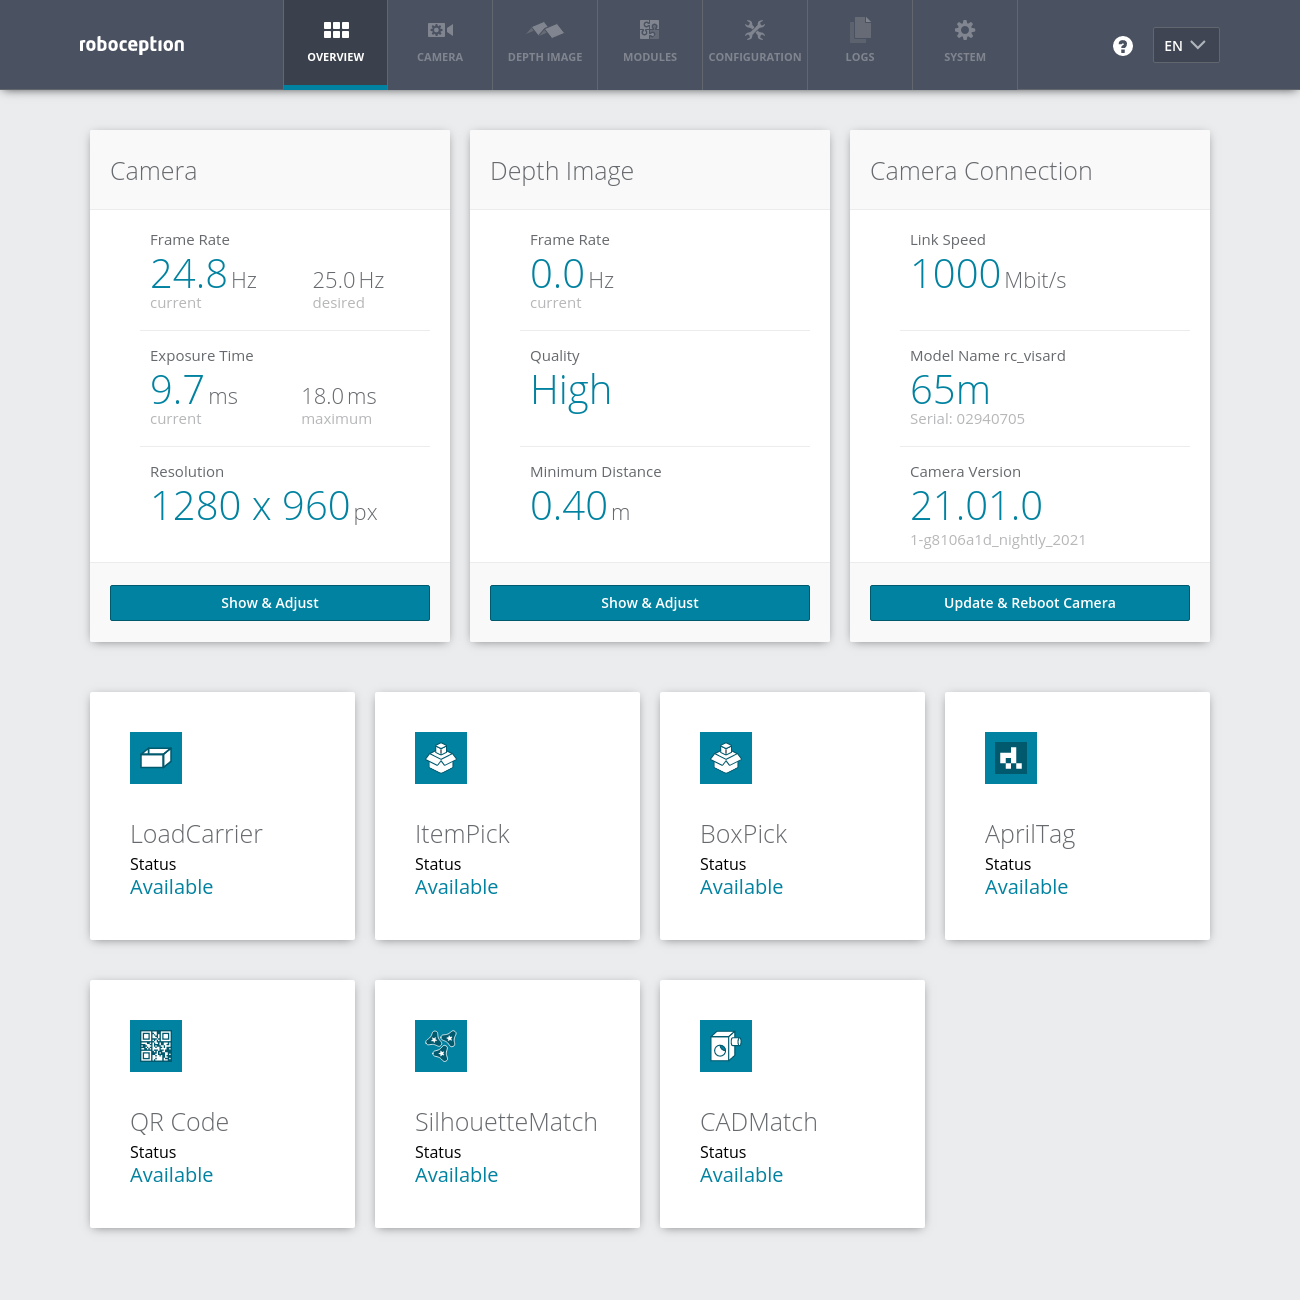 roboception
OVERVIEW
CAMERA
DEPTH IMAGE
MODULES
CONFIGURATION
LOGS
SYSTEM
?
EN
Camera
Frame Rate
24.8 Hz 25.0 Hz
current desired
Exposure Time
9.7 ms 18.0 ms
current maximum
Resolution
1280 x 960 px
Show & Adjust
Depth Image
Frame Rate
0.0 Hz
current
Quality
High
Minimum Distance
0.40 m
Show & Adjust
Camera Connection
Link Speed
1000 Mbit/s
Model Name rc_visard
65m
Serial: 02940705
Camera Version
21.01.0
1-g8106a1d_nightly_2021
Update & Reboot Camera
LoadCarrier
Status
Available
ItemPick
Status
Available
BoxPick
Status
Available
AprilTag
Status
Available
QR Code
Status
Available
SilhouetteMatch
Status
Available
CADMatch
Status
Available